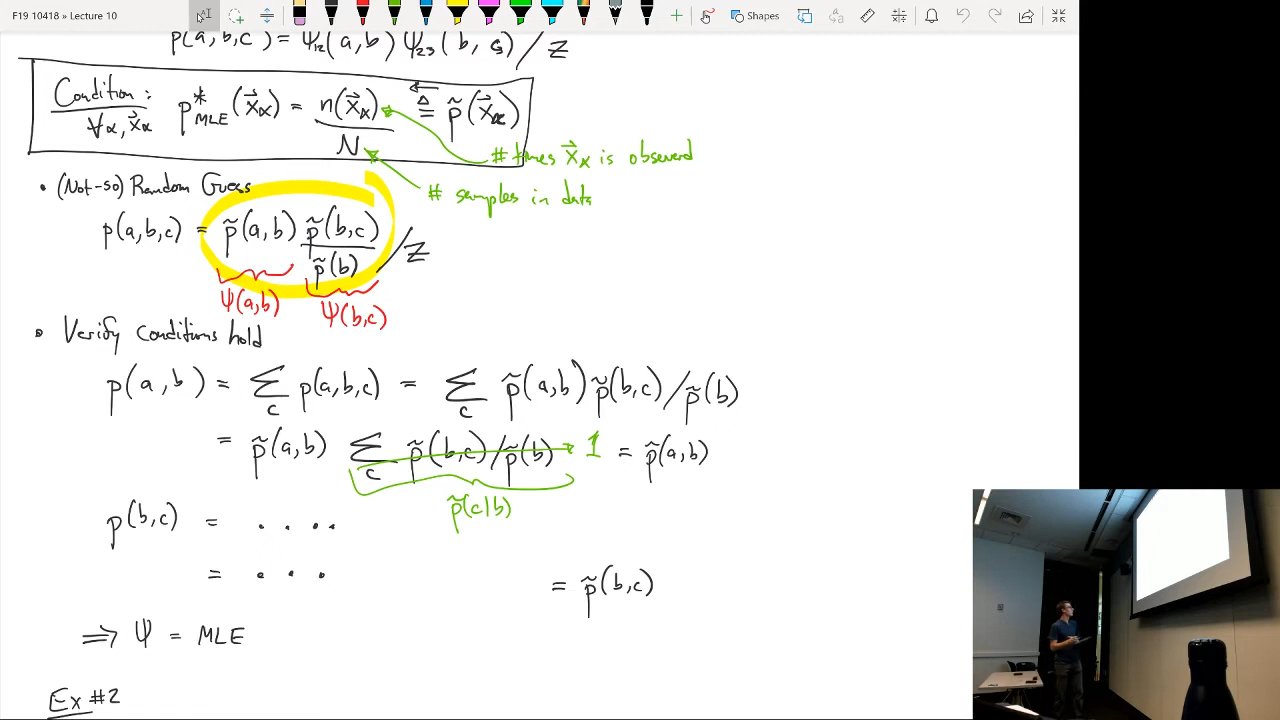 F19 10418 » Lecture 10
Shapes
p(a,b,c) = Ψ₁₂(a,b) Ψ₂₃(b,c)/Z
Condition: p*MLE(x⃗α) = n(x⃗α)/N ≜ p̃(x⃗α)
∀α, x⃗α
# times x⃗α is observed
# samples in data
• (Not-so) Random Guess
p(a,b,c) = p̃(a,b) p̃(b,c)/p̃(b) /Z
Ψ(a,b) Ψ(b,c)
• Verify conditions hold
p(a,b) = Σc p(a,b,c) = Σc p̃(a,b) p̃(b,c)/p̃(b)
= p̃(a,b) Σc p̃(b,c)/p̃(b) → 1 = p̃(a,b)
p̃(c|b)
p(b,c) = ....
= ... = p̃(b,c)
⟹ Ψ = MLE
Ex #2